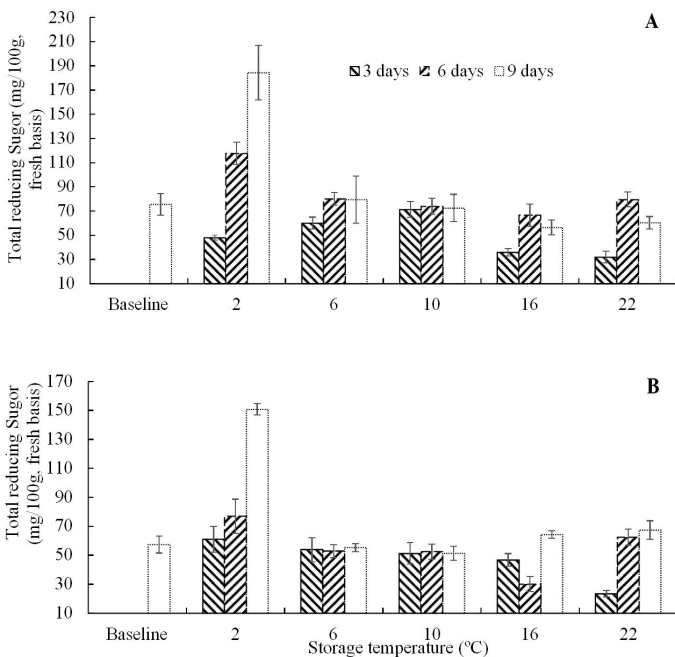 A
Total reducing Sugor (mg/100g,
fresh basis)
230
210
190
170
150
130
110
90
70
50
30
10
3 days 6 days 9 days
Baseline 2 6 10 16 22
B
Total reducing Sugor
(mg/100g, fresh basis)
170
150
130
110
90
70
50
30
10
Baseline 2 6 10 16 22
Storage temperature (ºC)